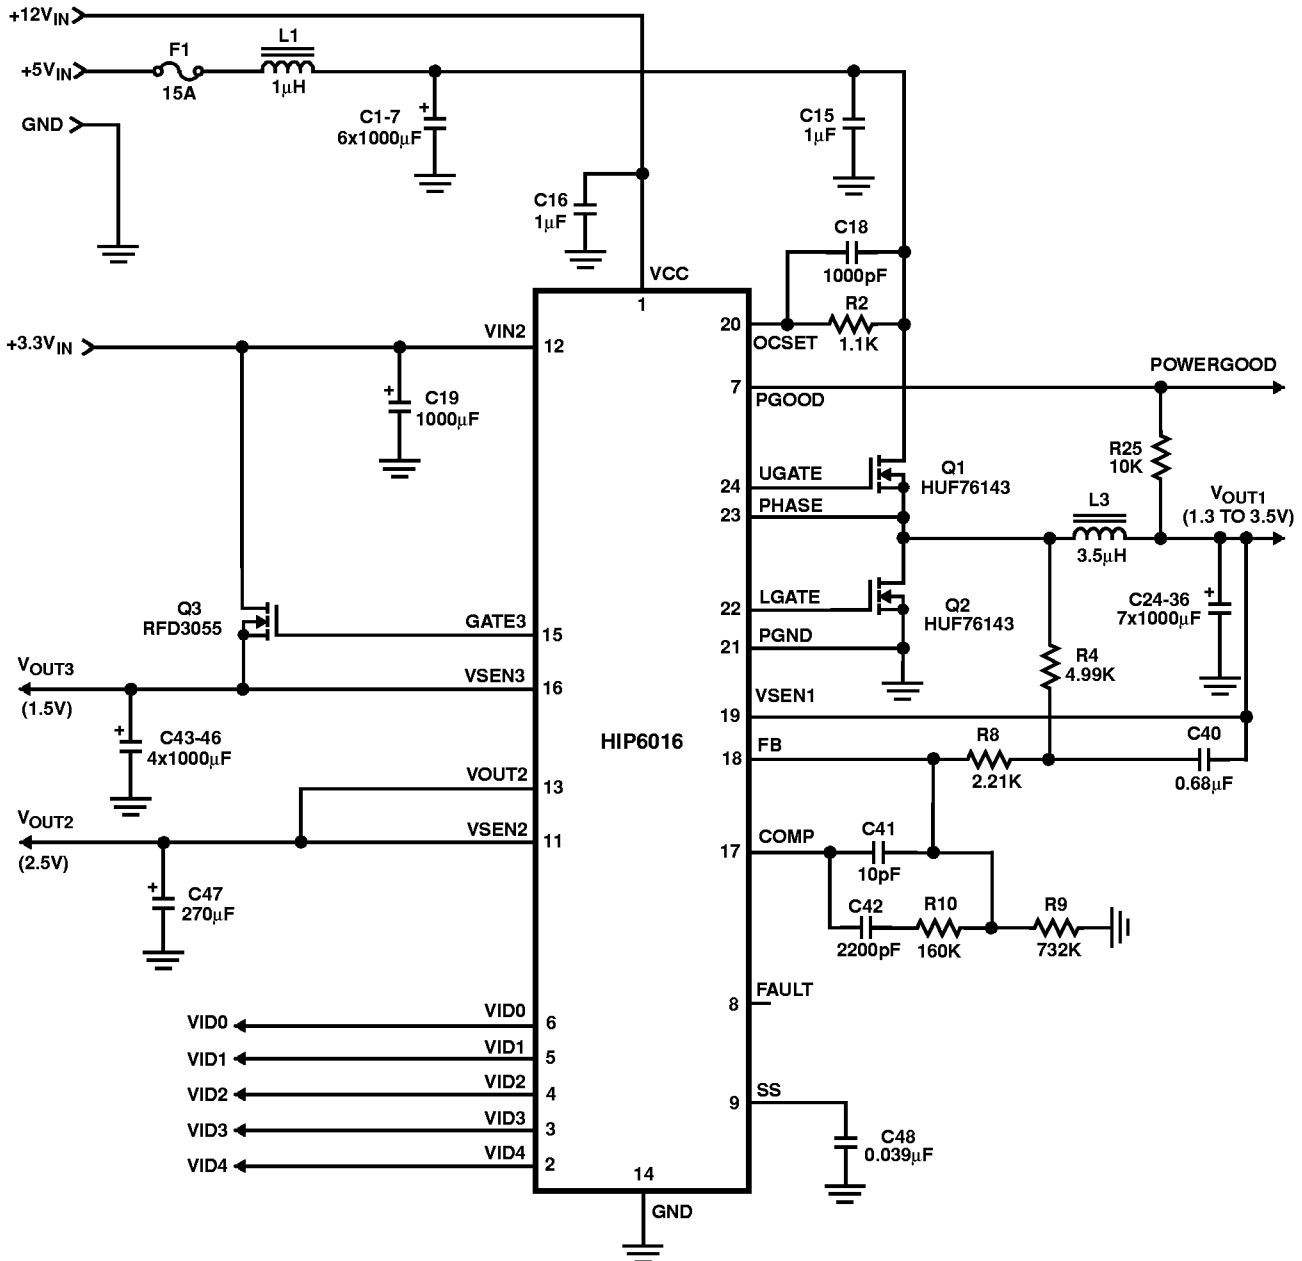 +12VIN
+5VIN
F1
15A
L1
1μH
GND
C1-7
6x1000μF
C15
1μF
C16
1μF
C18
1000pF
VCC
1
+3.3VIN
VIN2
12
C19
1000μF
20
OCSET
R2
1.1K
7
PGOOD
POWERGOOD
R25
10K
UGATE
24
Q1
HUF76143
PHASE
23
L3
3.5μH
VOUT1
(1.3 TO 3.5V)
LGATE
22
Q2
HUF76143
PGND
21
C24-36
7x1000μF
Q3
RFD3055
GATE3
15
VOUT3
(1.5V)
VSEN3
16
R4
4.99K
VSEN1
19
C43-46
4x1000μF
HIP6016
FB
18
R8
2.21K
C40
0.68μF
VOUT2
13
VOUT2
(2.5V)
VSEN2
11
COMP
17
C41
10pF
C47
270μF
C42
2200pF
R10
160K
R9
732K
FAULT
8
VID0
VID0
6
VID1
VID1
5
VID2
VID2
4
VID3
VID3
3
VID4
VID4
2
SS
9
C48
0.039μF
14
GND